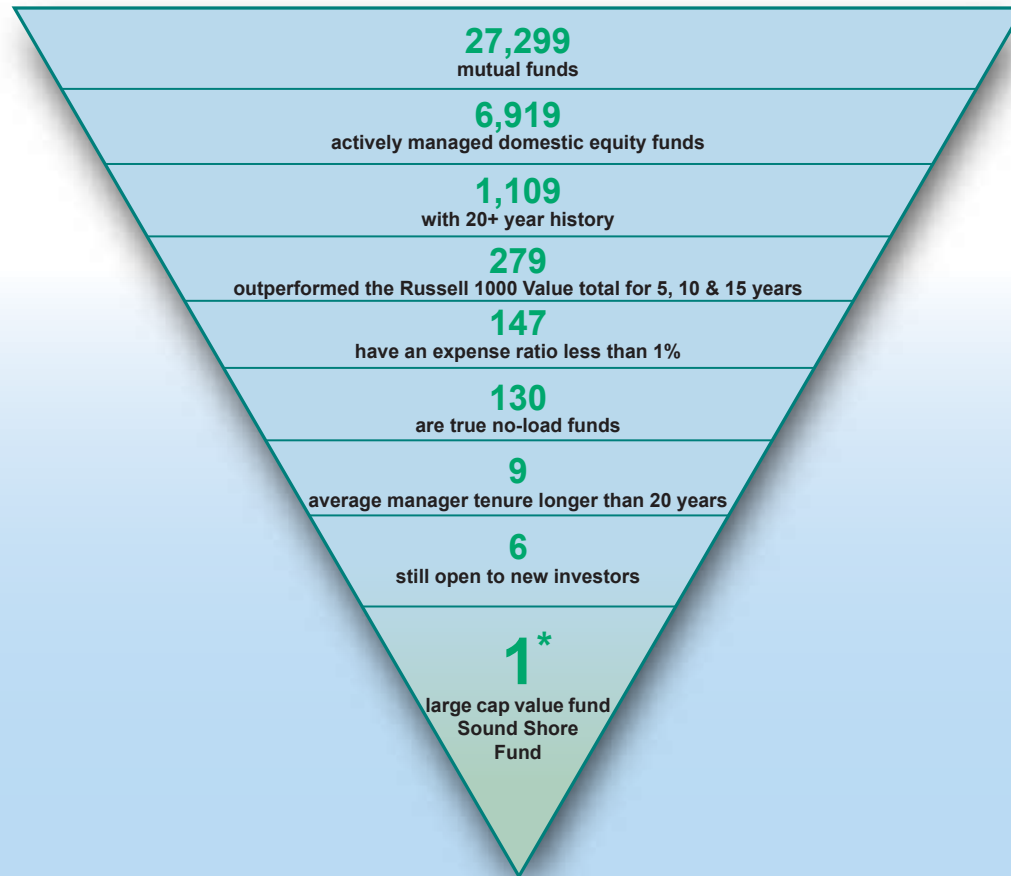 27,299
mutual funds
6,919
actively managed domestic equity funds
1,109
with 20+ year history
279
outperformed the Russell 1000 Value total for 5, 10 & 15 years
147
have an expense ratio less than 1%
130
are true no-load funds
9
average manager tenure longer than 20 years
6
still open to new investors
1*
large cap value fund
Sound Shore
Fund